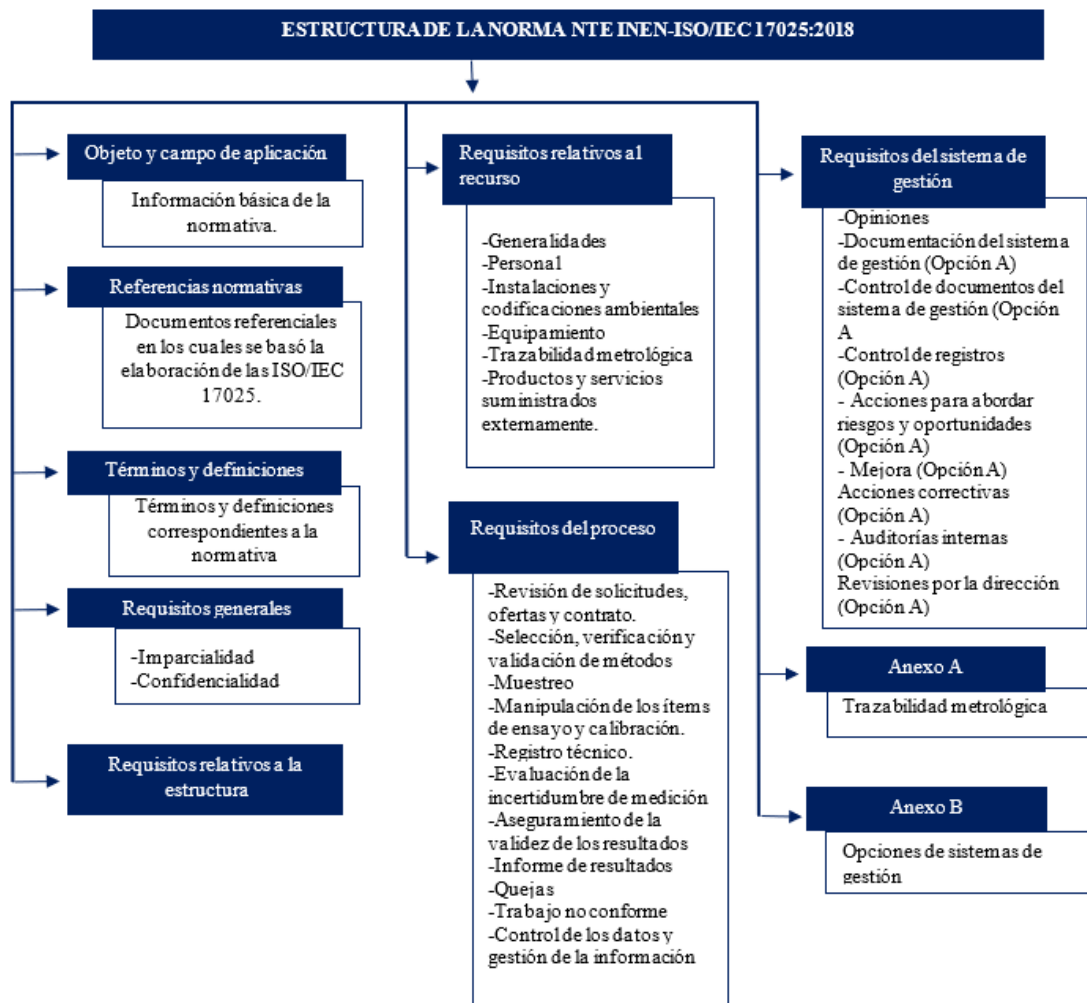 ESTRUCTURA DE LA NORMA NTE INEN-ISO/IEC 17025:2018
Objeto y campo de aplicación
Información básica de la
normativa.
Referencias normativas
Documentos referenciales
en los cuales se basó la
elaboración de las ISO/IEC
17025.
Términos y definiciones
Términos y definiciones
correspondientes a la
normativa
Requisitos generales
-Imparcialidad
-Confidencialidad
Requisitos relativos a la
estructura
Requisitos relativos al
recurso
-Generalidades
-Personal
-Instalaciones y
codificaciones ambientales
-Equipamiento
-Trazabilidad metrológica
-Productos y servicios
suministrados
externamente.
Requisitos del proceso
-Revisión de solicitudes,
ofertas y contrato.
-Selección, verificación y
validación de métodos
-Muestreo
-Manipulación de los ítems
de ensayo y calibración.
-Registro técnico.
-Evaluación de la
incertidumbre de medición
-Aseguramiento de la
validez de los resultados
-Informe de resultados
-Quejas
-Trabajo no conforme
-Control de los datos y
gestión de la información
Requisitos del sistema de
gestión
-Opiniones
-Documentación del sistema
de gestión (Opción A)
-Control de documentos del
sistema de gestión (Opción
A
-Control de registros
(Opción A)
- Acciones para abordar
riesgos y oportunidades
(Opción A)
- Mejora (Opción A)
Acciones correctivas
(Opción A)
- Auditorías internas
(Opción A)
Revisiones por la dirección
(Opción A)
Anexo A
Trazabilidad metrológica
Anexo B
Opciones de sistemas de
gestión